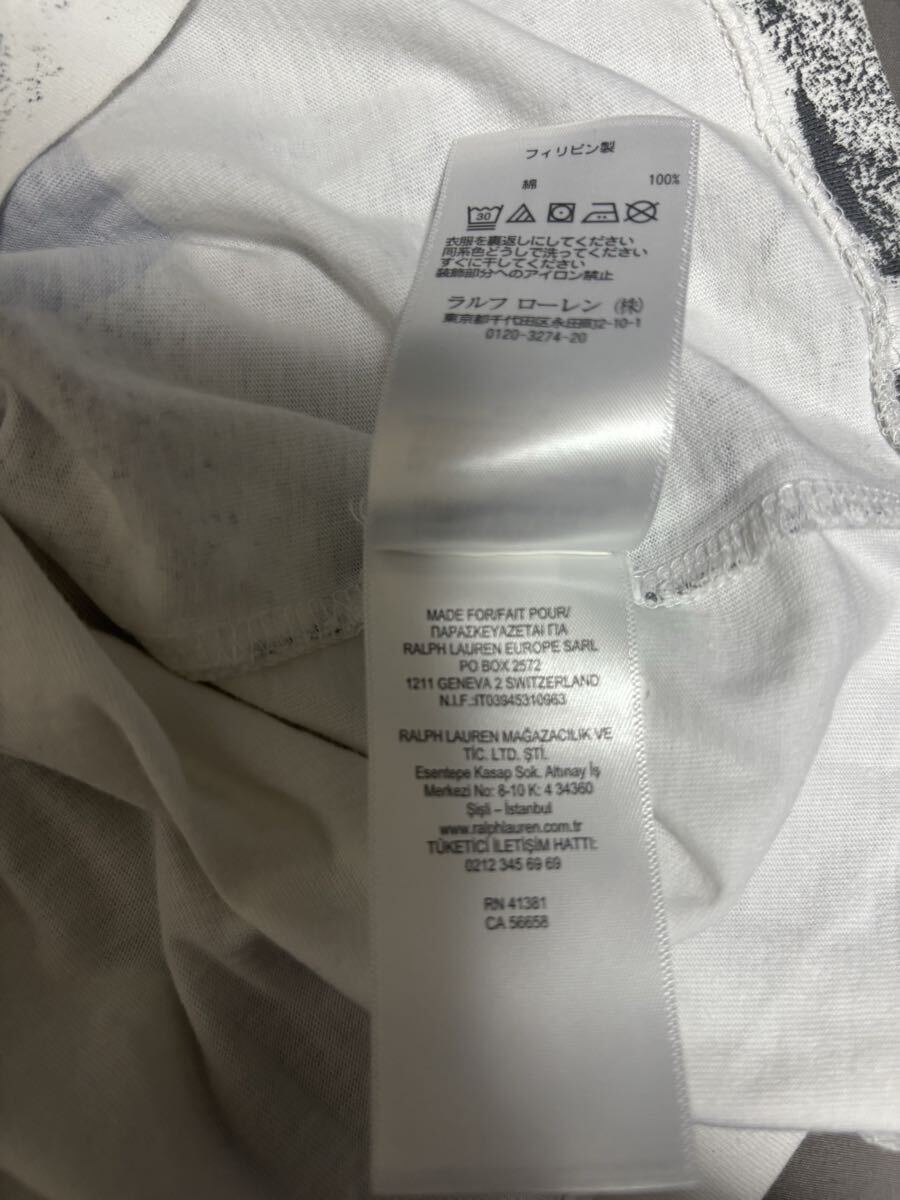 フィリピン製
綿 100%
30
衣服を裏返しにしてください
同系色どうしで洗ってください
すぐに干してください
装飾部分へのアイロン禁止
ラルフ ローレン (株)
東京都千代田区永田町2-10-1
0120-3274-20
MADE FOR/FAIT POUR/
ΠΑΡΑΣΚΕΥΑΖΕΤΑΙ ΓΙΑ
RALPH LAUREN EUROPE SARL
PO BOX 2572
1211 GENEVA 2 SWITZERLAND
N.I.F.:IT03945310963
RALPH LAUREN MAĞAZACILIK VE
TİC. LTD. ŞTİ.
Esentepe Kasap Sok. Altınay İş
Merkezi No: 8-10 K: 4 34360
Şişli – İstanbul
www.ralphlauren.com.tr
TÜKETİCİ İLETİŞİM HATTI:
0212 345 69 69
RN 41381
CA 56658